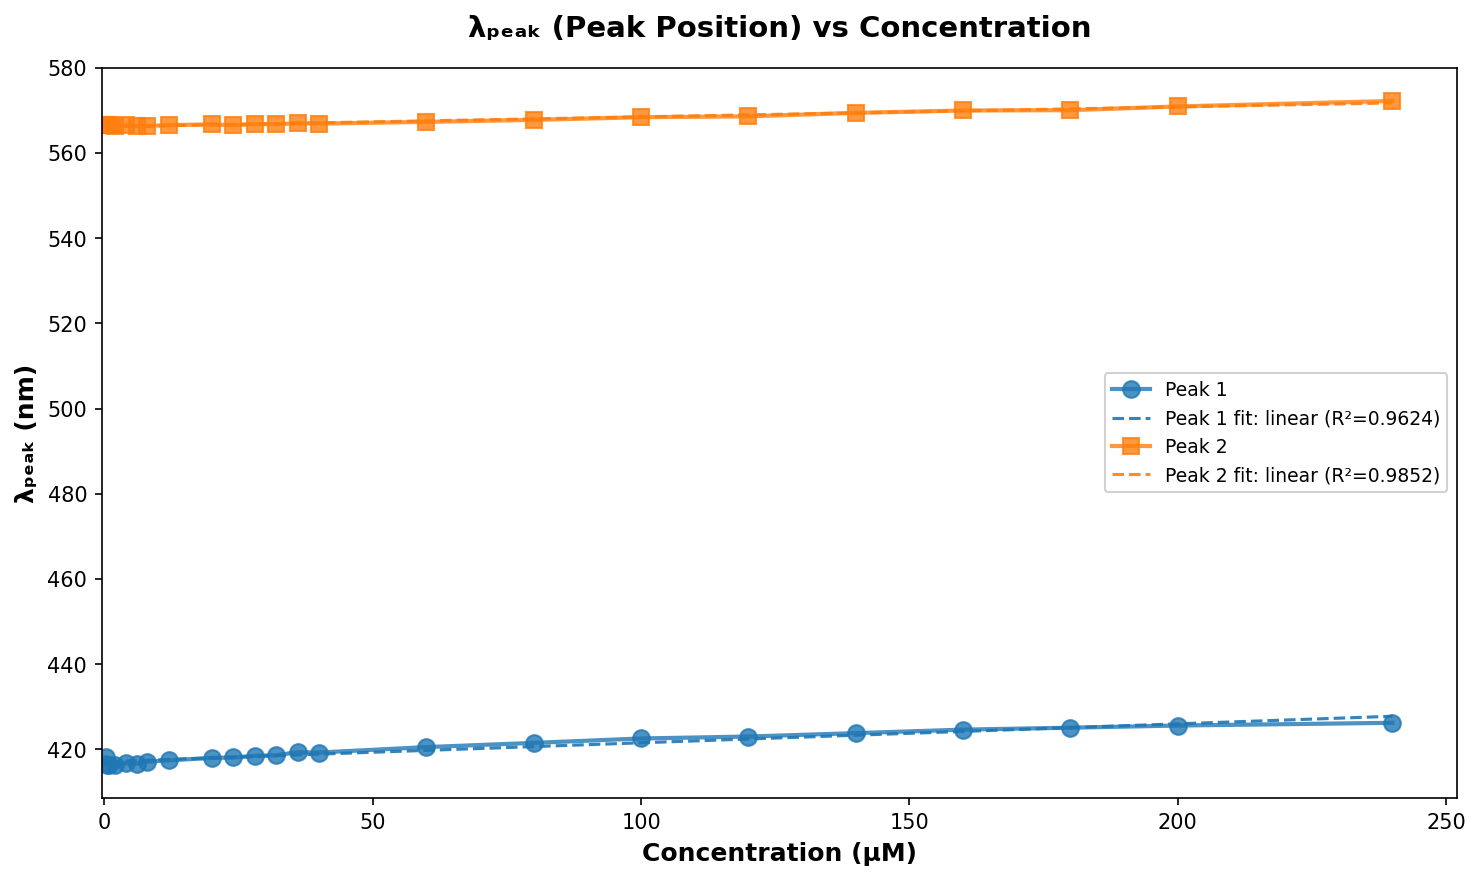 λₚₑₐₖ (Peak Position) vs Concentration
580
560
540
520
500
480
460
440
420
λₚₑₐₖ (nm)
Peak 1
Peak 1 fit: linear (R²=0.9624)
Peak 2
Peak 2 fit: linear (R²=0.9852)
0 50 100 150 200 250
Concentration (μM)